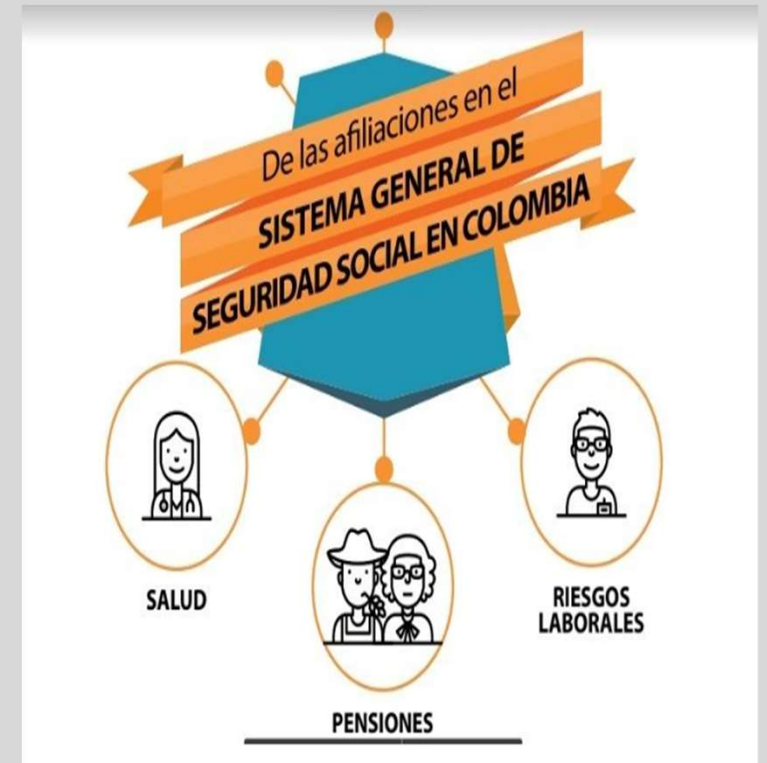 De las afiliaciones en el
SISTEMA GENERAL DE
SEGURIDAD SOCIAL EN COLOMBIA
SALUD
RIESGOS
LABORALES
PENSIONES